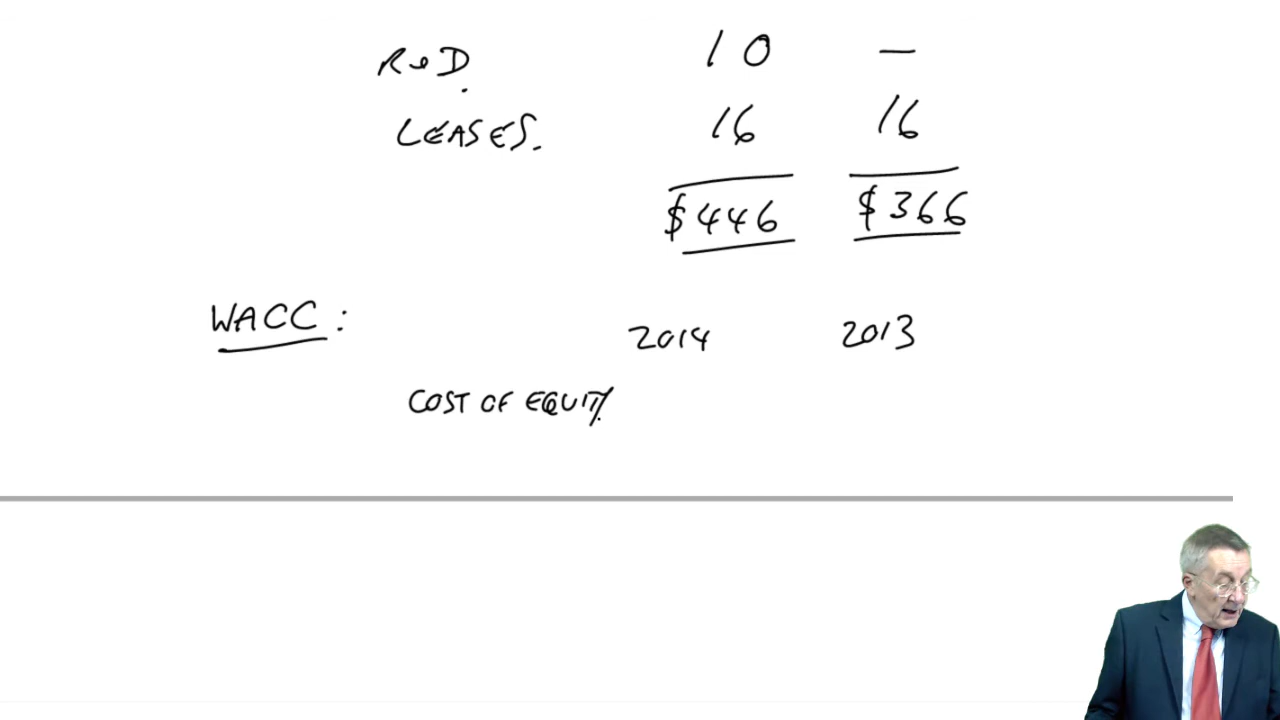 R&D. 10 –
LEASES. 16 16
$446 $366
WACC: 2014 2013
COST OF EQUITY.